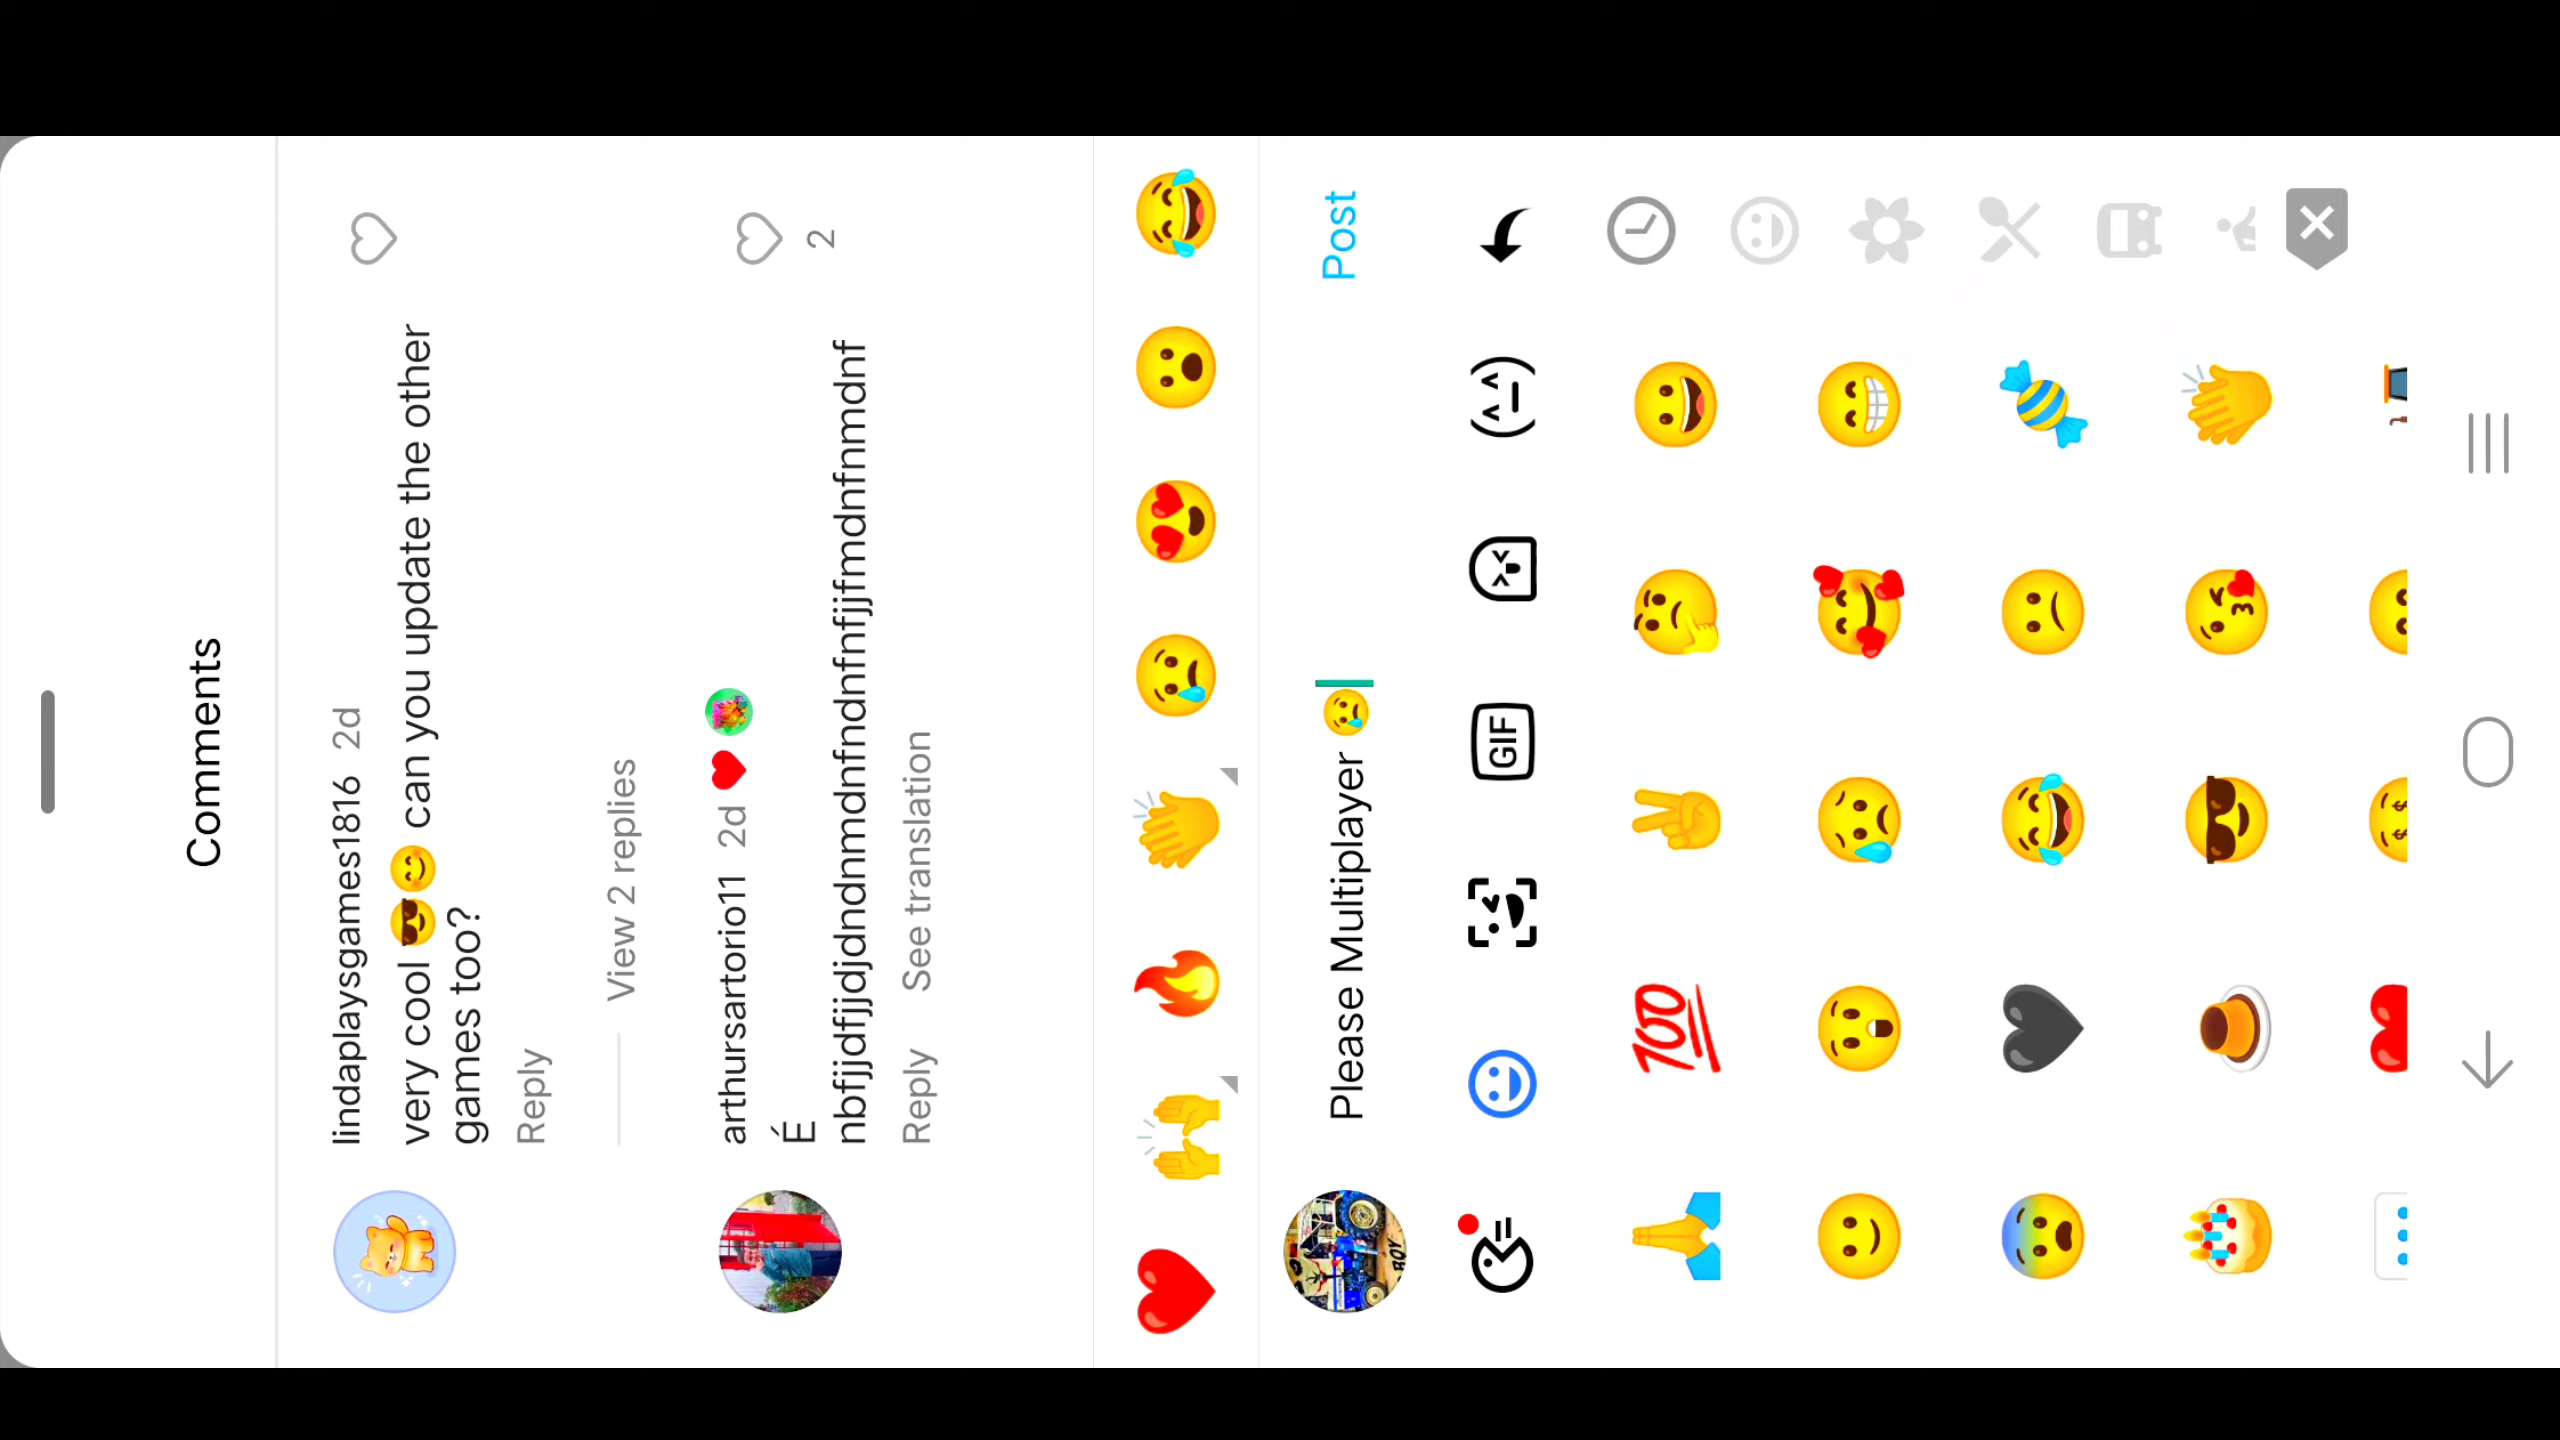 Comments
lindaplaysgames1816 2d
very cool 😎😊 can you update the other
games too?
Reply
View 2 replies
arthursartorio11 2d ❤️
É
nbfjjdfjjdjdndndnmdnfndnfnfjjfmdnfnmdnf
2
Reply See translation
Please Multiplayer 😢
Post
GIF
(^-^)